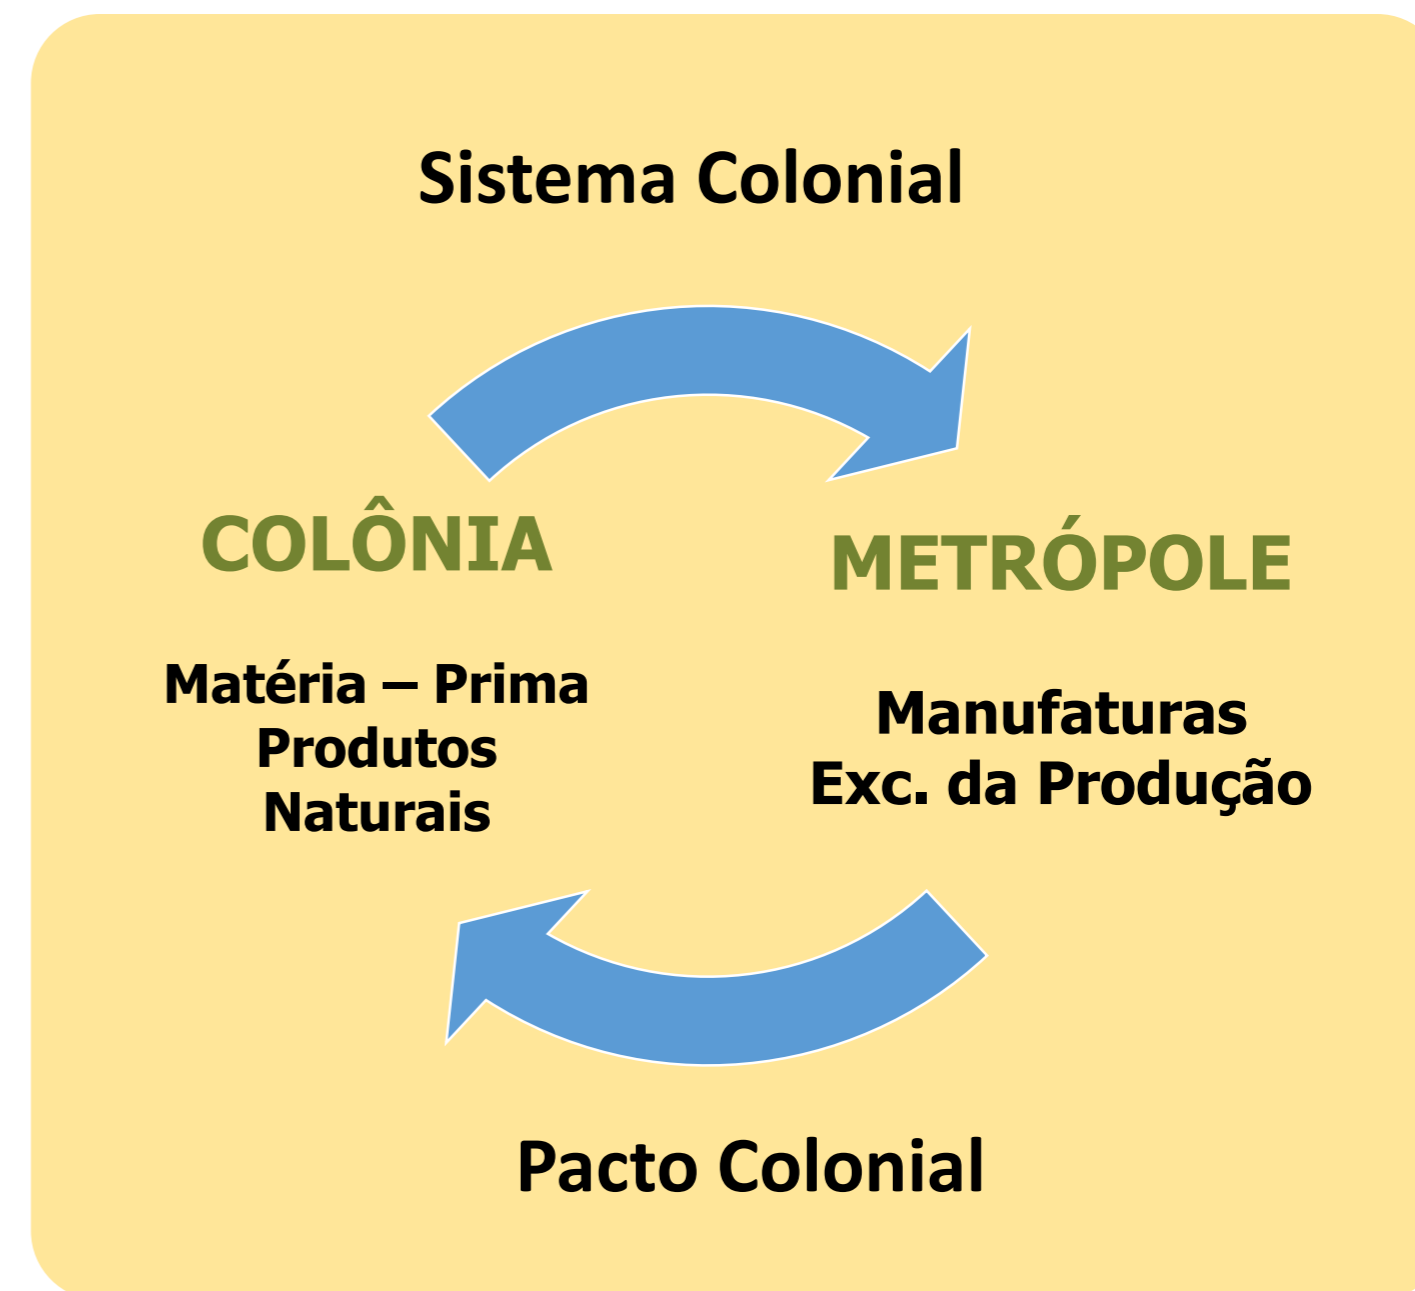 Sistema Colonial
COLÔNIA
Matéria – Prima
Produtos
Naturais
METRÓPOLE
Manufaturas
Exc. da Produção
Pacto Colonial